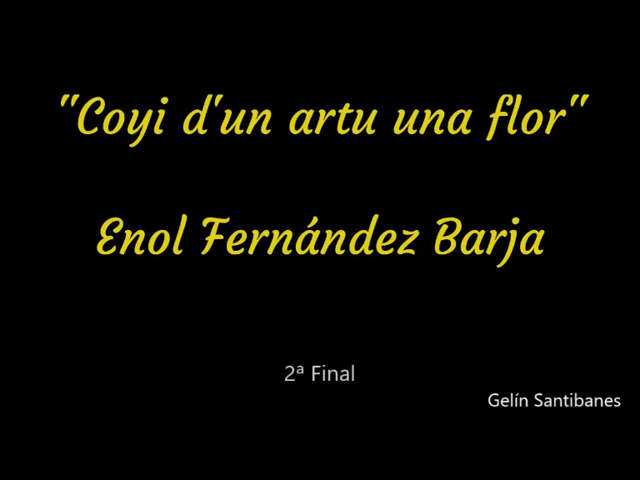 "Coyi d'un artu una flor"
Enol Fernández Barja
2ª Final
Gelín Santibanes